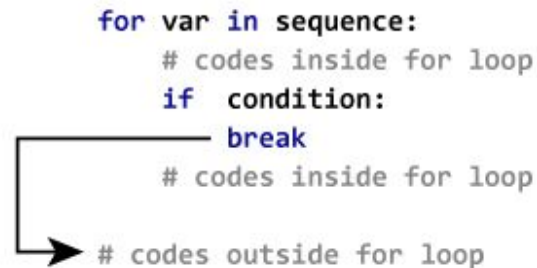 for var in sequence:
# codes inside for loop
if condition:
break
# codes inside for loop
# codes outside for loop